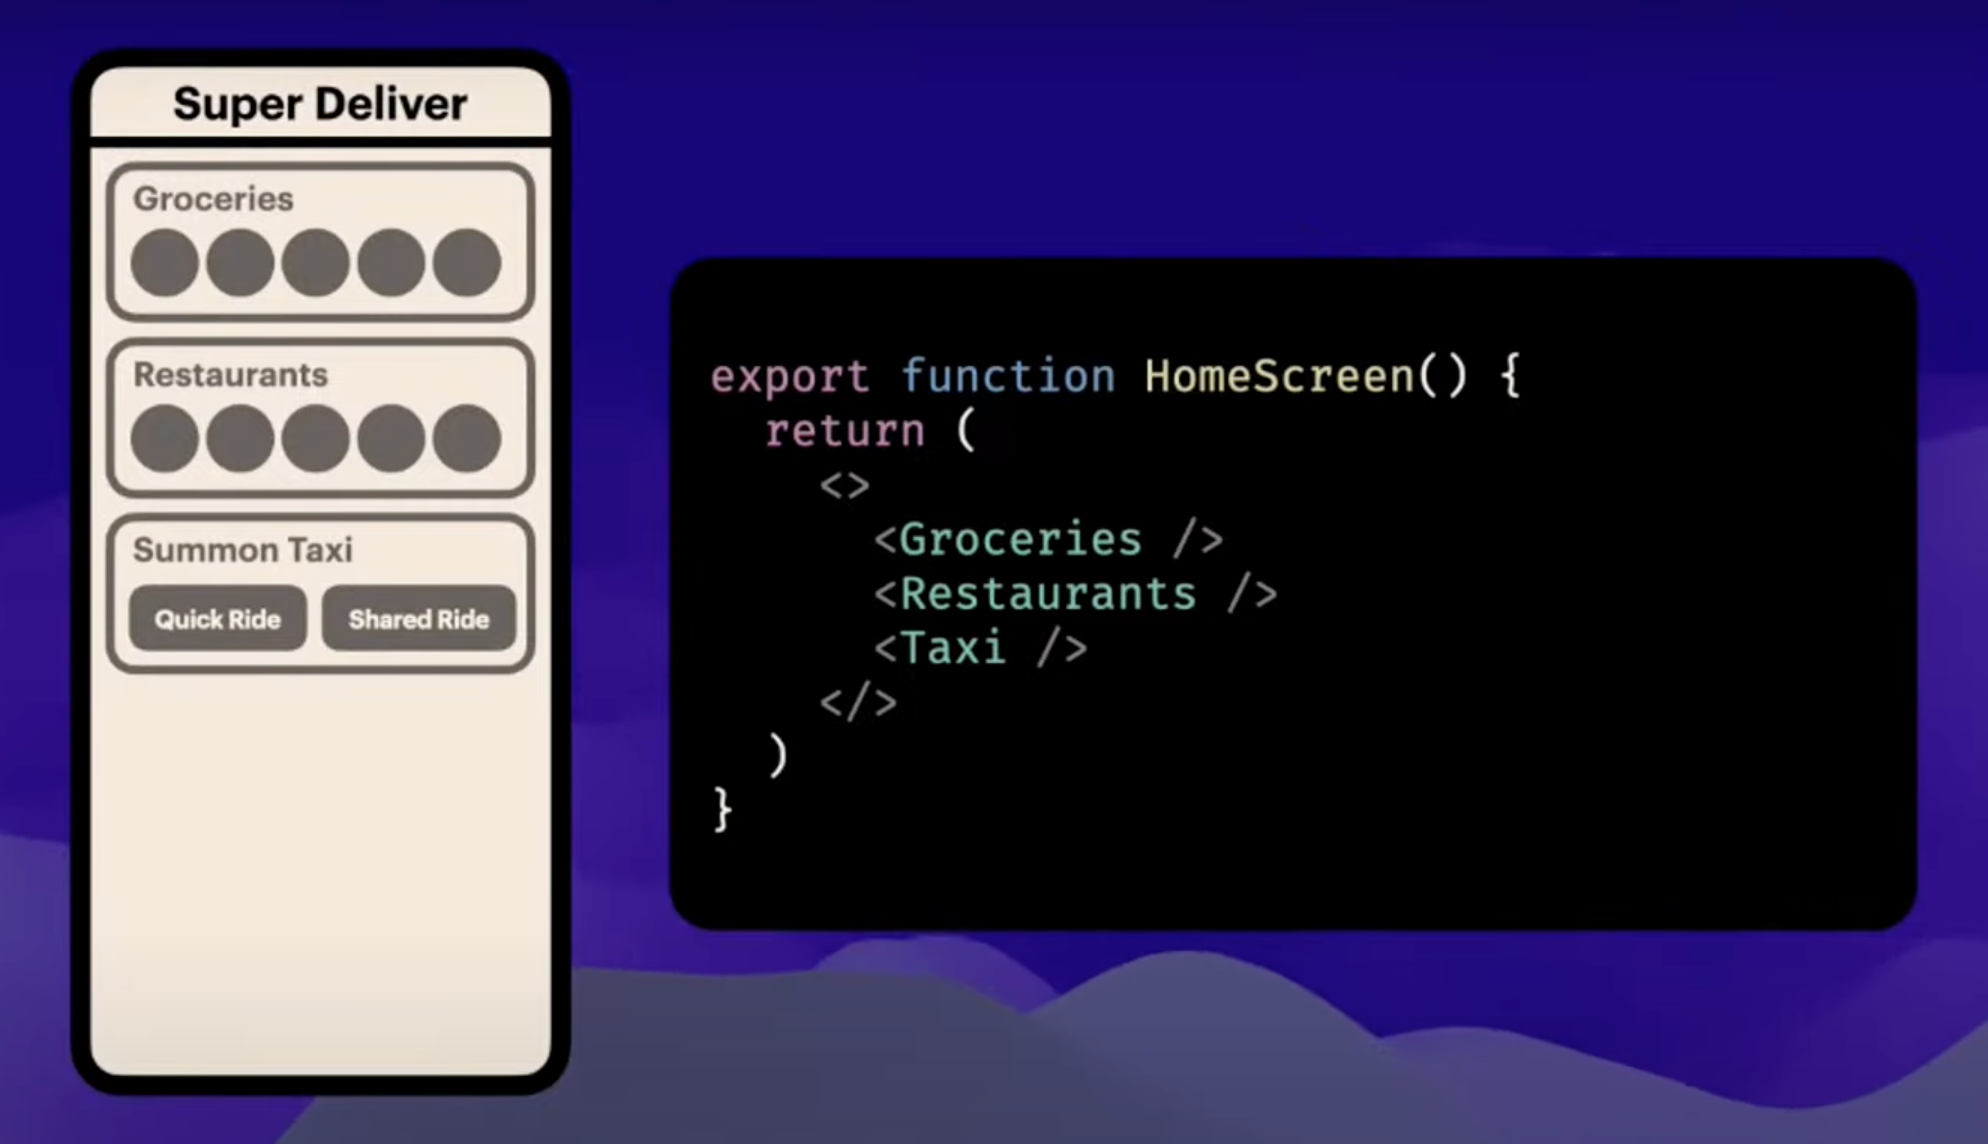 Super Deliver
Groceries
Restaurants
Summon Taxi
Quick Ride
Shared Ride
export function HomeScreen() {
  return (
    <>
      <Groceries />
      <Restaurants />
      <Taxi />
    </>
  )
}